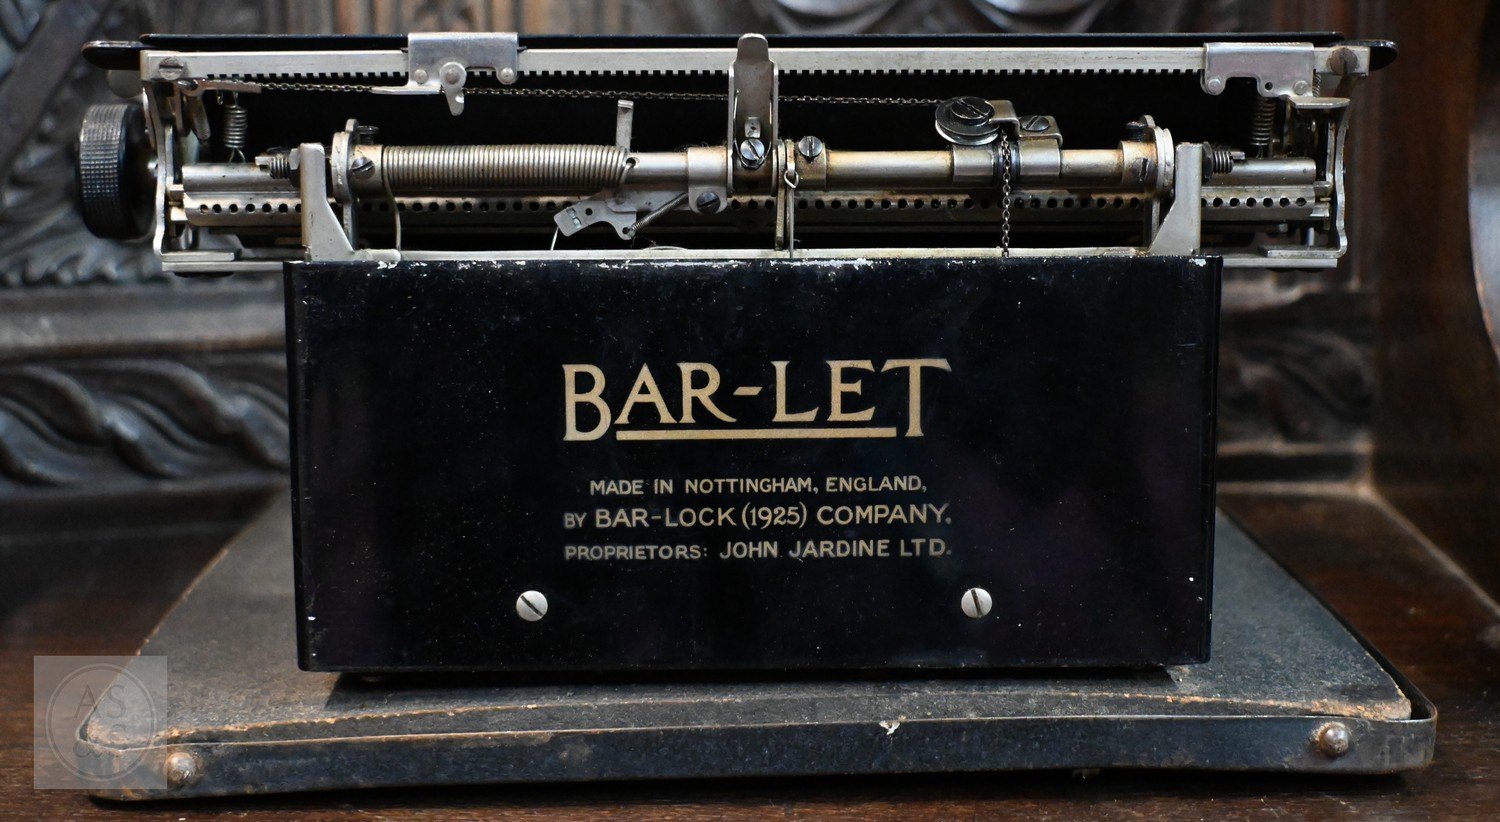 BAR-LET
MADE IN NOTTINGHAM, ENGLAND,
BY BAR-LOCK (1925) COMPANY.
PROPRIETORS: JOHN JARDINE LTD.